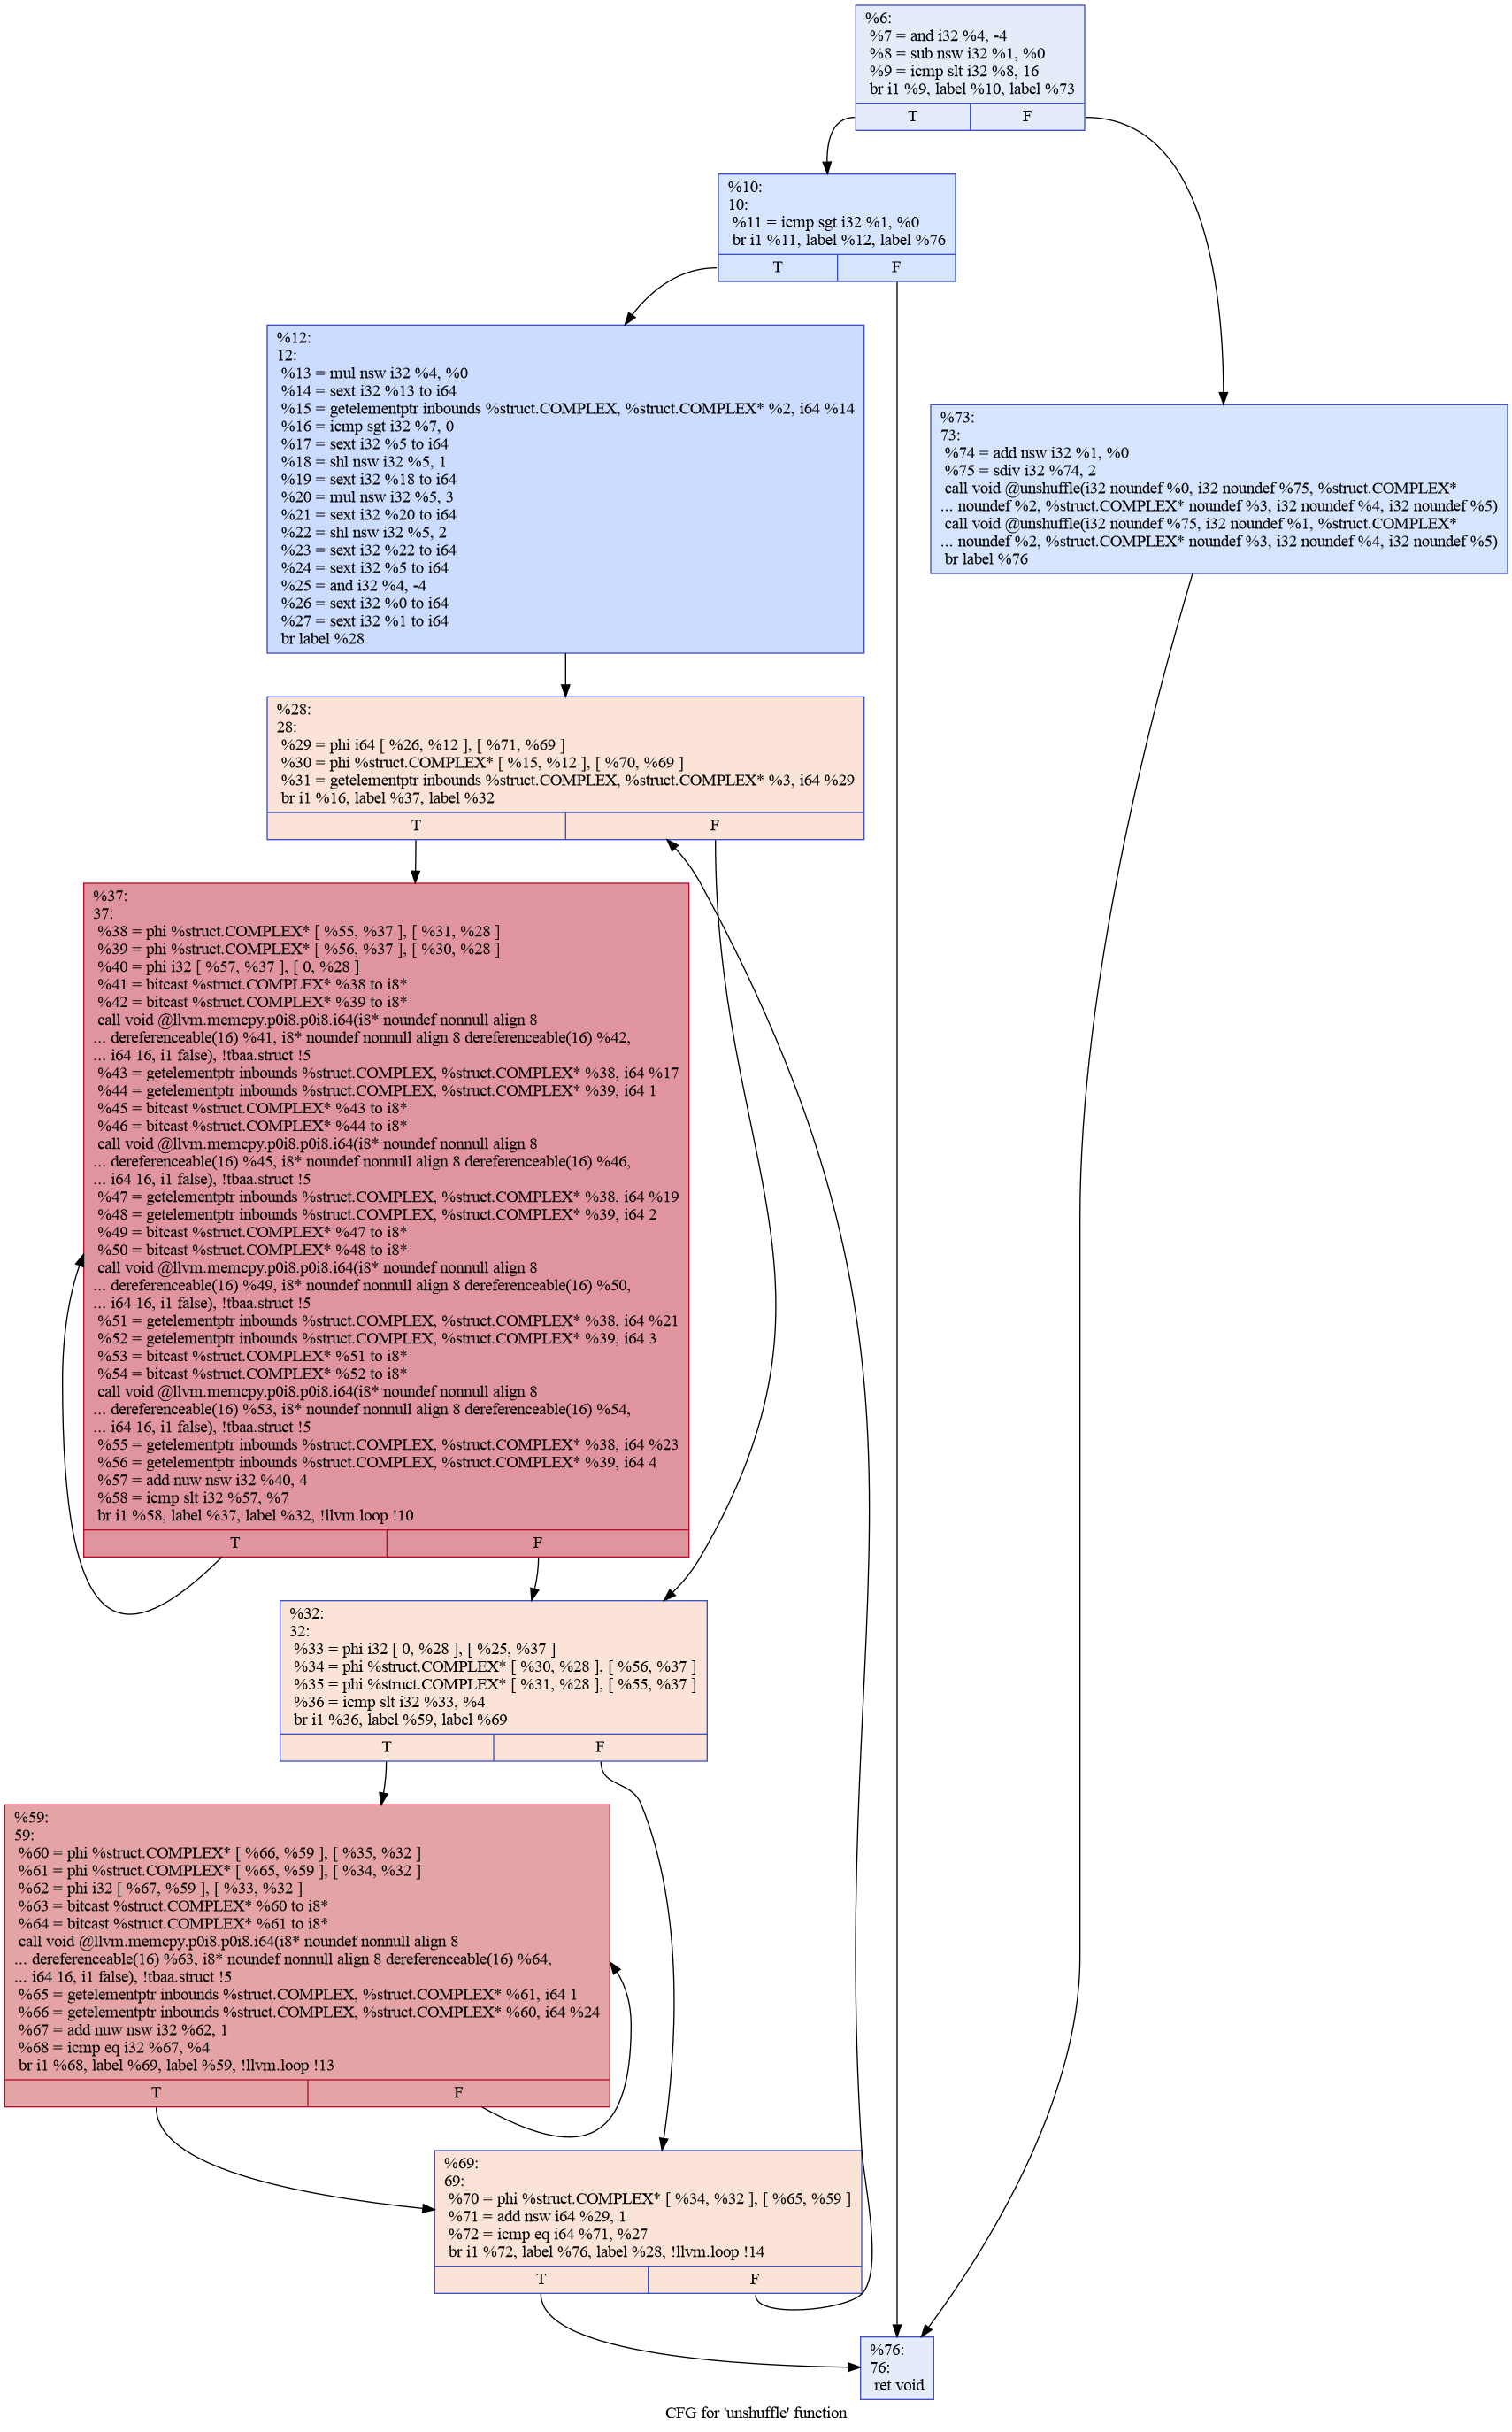 %6:
%7 = and i32 %4, -4
%8 = sub nsw i32 %1, %0
%9 = icmp slt i32 %8, 16
br i1 %9, label %10, label %73
T F
%10:
10:
%11 = icmp sgt i32 %1, %0
br i1 %11, label %12, label %76
T F
%12:
12:
%13 = mul nsw i32 %4, %0
%14 = sext i32 %13 to i64
%15 = getelementptr inbounds %struct.COMPLEX, %struct.COMPLEX* %2, i64 %14
%16 = icmp sgt i32 %7, 0
%17 = sext i32 %5 to i64
%18 = shl nsw i32 %5, 1
%19 = sext i32 %18 to i64
%20 = mul nsw i32 %5, 3
%21 = sext i32 %20 to i64
%22 = shl nsw i32 %5, 2
%23 = sext i32 %22 to i64
%24 = sext i32 %5 to i64
%25 = and i32 %4, -4
%26 = sext i32 %0 to i64
%27 = sext i32 %1 to i64
br label %28
%73:
73:
%74 = add nsw i32 %1, %0
%75 = sdiv i32 %74, 2
call void @unshuffle(i32 noundef %0, i32 noundef %75, %struct.COMPLEX*
... noundef %2, %struct.COMPLEX* noundef %3, i32 noundef %4, i32 noundef %5)
call void @unshuffle(i32 noundef %75, i32 noundef %1, %struct.COMPLEX*
... noundef %2, %struct.COMPLEX* noundef %3, i32 noundef %4, i32 noundef %5)
br label %76
%28:
28:
%29 = phi i64 [ %26, %12 ], [ %71, %69 ]
%30 = phi %struct.COMPLEX* [ %15, %12 ], [ %70, %69 ]
%31 = getelementptr inbounds %struct.COMPLEX, %struct.COMPLEX* %3, i64 %29
br i1 %16, label %37, label %32
T F
%37:
37:
%38 = phi %struct.COMPLEX* [ %55, %37 ], [ %31, %28 ]
%39 = phi %struct.COMPLEX* [ %56, %37 ], [ %30, %28 ]
%40 = phi i32 [ %57, %37 ], [ 0, %28 ]
%41 = bitcast %struct.COMPLEX* %38 to i8*
%42 = bitcast %struct.COMPLEX* %39 to i8*
call void @llvm.memcpy.p0i8.p0i8.i64(i8* noundef nonnull align 8
... dereferenceable(16) %41, i8* noundef nonnull align 8 dereferenceable(16) %42,
... i64 16, i1 false), !tbaa.struct !5
%43 = getelementptr inbounds %struct.COMPLEX, %struct.COMPLEX* %38, i64 %17
%44 = getelementptr inbounds %struct.COMPLEX, %struct.COMPLEX* %39, i64 1
%45 = bitcast %struct.COMPLEX* %43 to i8*
%46 = bitcast %struct.COMPLEX* %44 to i8*
call void @llvm.memcpy.p0i8.p0i8.i64(i8* noundef nonnull align 8
... dereferenceable(16) %45, i8* noundef nonnull align 8 dereferenceable(16) %46,
... i64 16, i1 false), !tbaa.struct !5
%47 = getelementptr inbounds %struct.COMPLEX, %struct.COMPLEX* %38, i64 %19
%48 = getelementptr inbounds %struct.COMPLEX, %struct.COMPLEX* %39, i64 2
%49 = bitcast %struct.COMPLEX* %47 to i8*
%50 = bitcast %struct.COMPLEX* %48 to i8*
call void @llvm.memcpy.p0i8.p0i8.i64(i8* noundef nonnull align 8
... dereferenceable(16) %49, i8* noundef nonnull align 8 dereferenceable(16) %50,
... i64 16, i1 false), !tbaa.struct !5
%51 = getelementptr inbounds %struct.COMPLEX, %struct.COMPLEX* %38, i64 %21
%52 = getelementptr inbounds %struct.COMPLEX, %struct.COMPLEX* %39, i64 3
%53 = bitcast %struct.COMPLEX* %51 to i8*
%54 = bitcast %struct.COMPLEX* %52 to i8*
call void @llvm.memcpy.p0i8.p0i8.i64(i8* noundef nonnull align 8
... dereferenceable(16) %53, i8* noundef nonnull align 8 dereferenceable(16) %54,
... i64 16, i1 false), !tbaa.struct !5
%55 = getelementptr inbounds %struct.COMPLEX, %struct.COMPLEX* %38, i64 %23
%56 = getelementptr inbounds %struct.COMPLEX, %struct.COMPLEX* %39, i64 4
%57 = add nuw nsw i32 %40, 4
%58 = icmp slt i32 %57, %7
br i1 %58, label %37, label %32, !llvm.loop !10
T F
%32:
32:
%33 = phi i32 [ 0, %28 ], [ %25, %37 ]
%34 = phi %struct.COMPLEX* [ %30, %28 ], [ %56, %37 ]
%35 = phi %struct.COMPLEX* [ %31, %28 ], [ %55, %37 ]
%36 = icmp slt i32 %33, %4
br i1 %36, label %59, label %69
T F
%59:
59:
%60 = phi %struct.COMPLEX* [ %66, %59 ], [ %35, %32 ]
%61 = phi %struct.COMPLEX* [ %65, %59 ], [ %34, %32 ]
%62 = phi i32 [ %67, %59 ], [ %33, %32 ]
%63 = bitcast %struct.COMPLEX* %60 to i8*
%64 = bitcast %struct.COMPLEX* %61 to i8*
call void @llvm.memcpy.p0i8.p0i8.i64(i8* noundef nonnull align 8
... dereferenceable(16) %63, i8* noundef nonnull align 8 dereferenceable(16) %64,
... i64 16, i1 false), !tbaa.struct !5
%65 = getelementptr inbounds %struct.COMPLEX, %struct.COMPLEX* %61, i64 1
%66 = getelementptr inbounds %struct.COMPLEX, %struct.COMPLEX* %60, i64 %24
%67 = add nuw nsw i32 %62, 1
%68 = icmp eq i32 %67, %4
br i1 %68, label %69, label %59, !llvm.loop !13
T F
%69:
69:
%70 = phi %struct.COMPLEX* [ %34, %32 ], [ %65, %59 ]
%71 = add nsw i64 %29, 1
%72 = icmp eq i64 %71, %27
br i1 %72, label %76, label %28, !llvm.loop !14
T F
%76:
76:
ret void
CFG for 'unshuffle' function